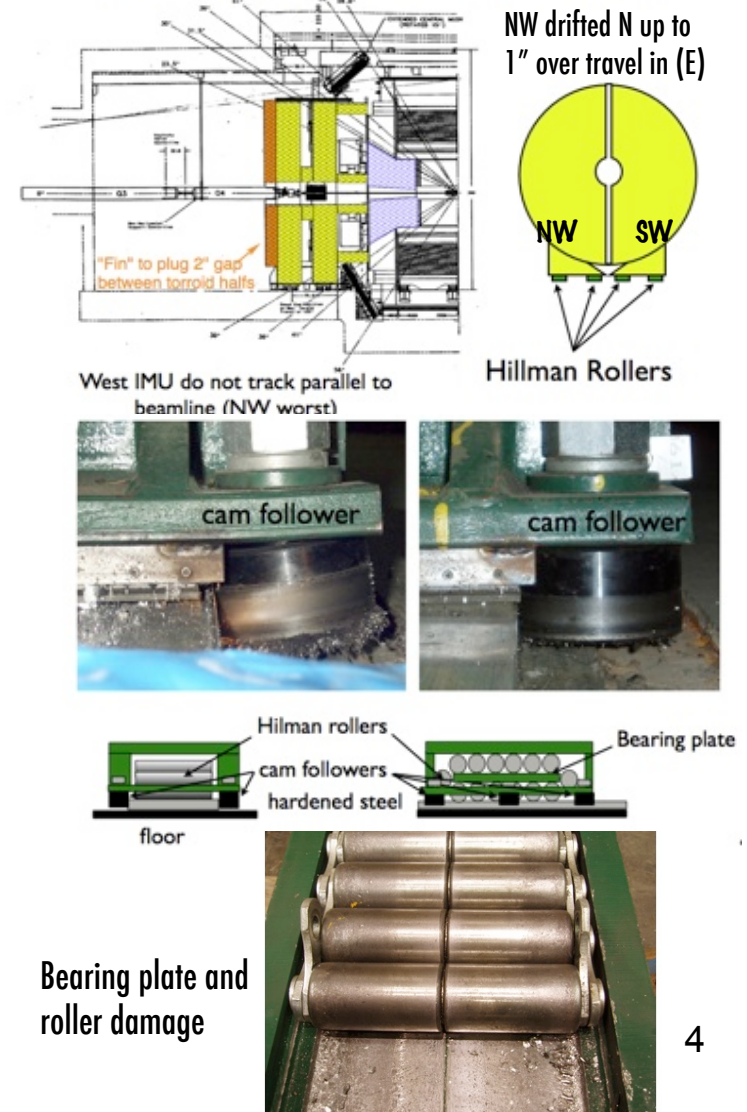 NW drifted N up to
1" over travel in (E)
NW SW
"Fin" to plug 2" gap
between torroid halfs
Hillman Rollers
West IMU do not track parallel to
beamline (NW worst)
cam follower
cam follower
Hilman rollers
Bearing plate
cam followers
hardened steel
floor
Bearing plate and
roller damage
4